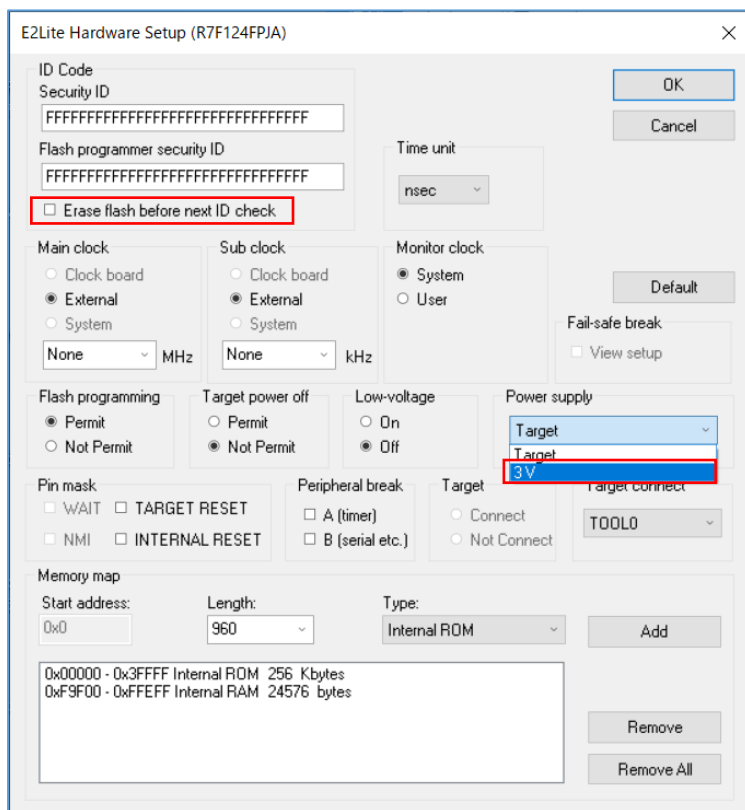 E2Lite Hardware Setup (R7F124FPJA)
ID Code
Security ID
FFFFFFFFFFFFFFFFFFFFFFFFFFFFFFFF
Flash programmer security ID
FFFFFFFFFFFFFFFFFFFFFFFFFFFFFFFF
Erase flash before next ID check
Time unit
nsec
OK
Cancel
Main clock
Clock board
External
System
None MHz
Sub clock
Clock board
External
System
None kHz
Monitor clock
System
User
Default
Fail-safe break
View setup
Flash programming
Permit
Not Permit
Target power off
Permit
Not Permit
Low-voltage
On
Off
Power supply
Target
Target
3 V
Pin mask
WAIT TARGET RESET
NMI INTERNAL RESET
Peripheral break
A (timer)
B (serial etc.)
Target
Connect
Not Connect
Target connect
TOOL0
Memory map
Start address:
0x0
Length:
960
Type:
Internal ROM
Add
0x00000 - 0x3FFFF Internal ROM 256 Kbytes
0xF9F00 - 0xFFEFF Internal RAM 24576 bytes
Remove
Remove All